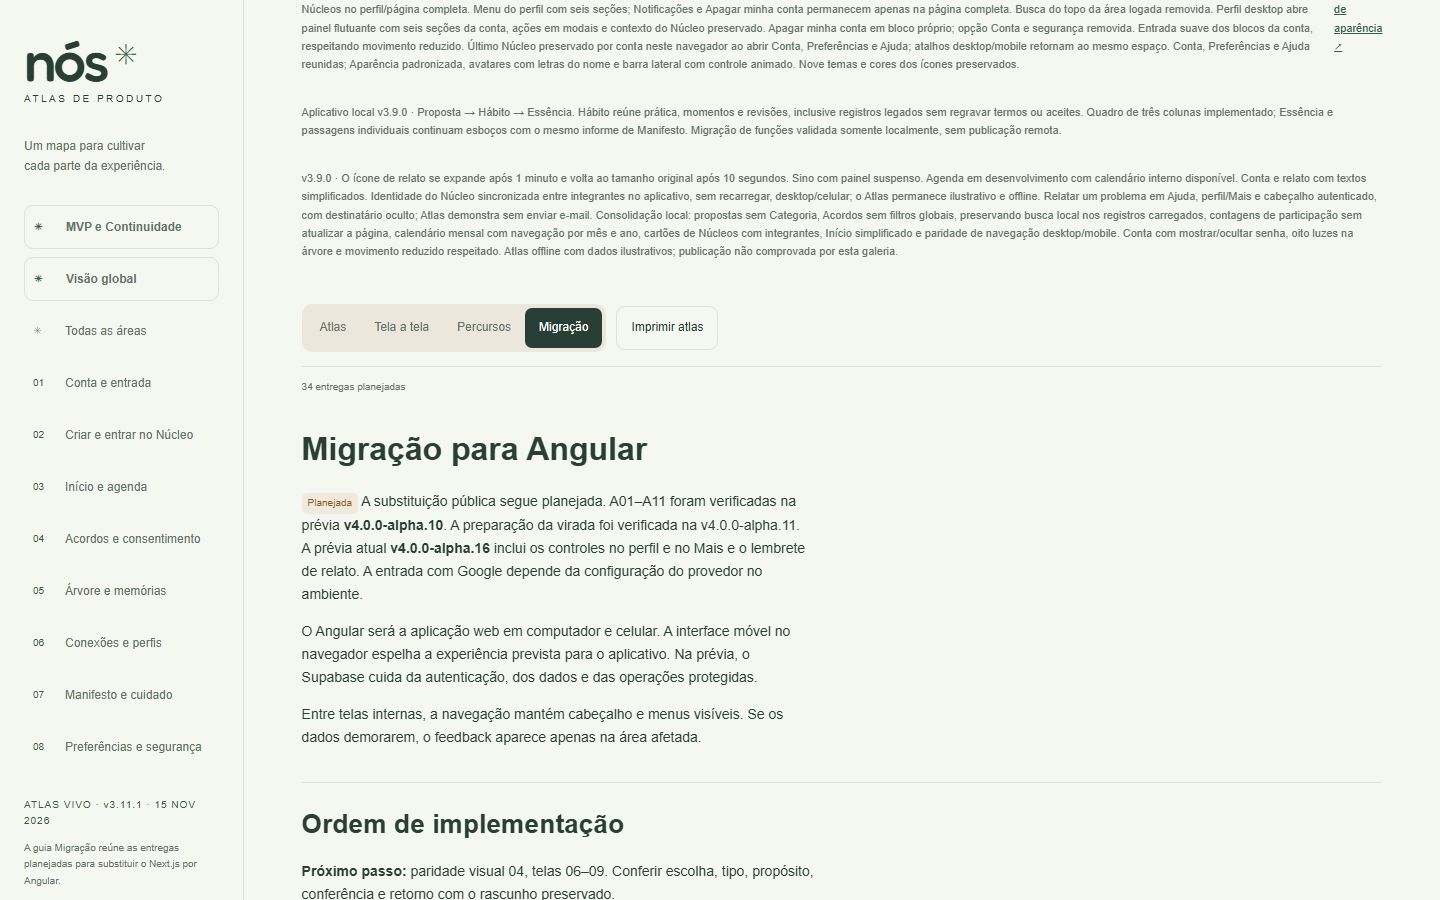 nós
ATLAS DE PRODUTO
Um mapa para cultivar
cada parte da experiência.
MVP e Continuidade
Visão global
Todas as áreas
01 Conta e entrada
02 Criar e entrar no Núcleo
03 Início e agenda
04 Acordos e consentimento
05 Árvore e memórias
06 Conexões e perfis
07 Manifesto e cuidado
08 Preferências e segurança
ATLAS VIVO · v3.11.1 · 15 NOV
2026
A guia Migração reúne as entregas
planejadas para substituir o Next.js por
Angular.
Núcleos no perfil/página completa. Menu do perfil com seis seções; Notificações e Apagar minha conta permanecem apenas na página completa. Busca do topo da área logada removida. Perfil desktop abre
painel flutuante com seis seções da conta, ações em modais e contexto do Núcleo preservado. Apagar minha conta em bloco próprio; opção Conta e segurança removida. Entrada suave dos blocos da conta,
respeitando movimento reduzido. Último Núcleo preservado por conta neste navegador ao abrir Conta, Preferências e Ajuda; atalhos desktop/mobile retornam ao mesmo espaço. Conta, Preferências e Ajuda
reunidas; Aparência padronizada, avatares com letras do nome e barra lateral com controle animado. Nove temas e cores dos ícones preservados.
de
aparência
↗
Aplicativo local v3.9.0 · Proposta → Hábito → Essência. Hábito reúne prática, momentos e revisões, inclusive registros legados sem regravar termos ou aceites. Quadro de três colunas implementado; Essência e
passagens individuais continuam esboços com o mesmo informe de Manifesto. Migração de funções validada somente localmente, sem publicação remota.
v3.9.0 · O ícone de relato se expande após 1 minuto e volta ao tamanho original após 10 segundos. Sino com painel suspenso. Agenda em desenvolvimento com calendário interno disponível. Conta e relato com textos
simplificados. Identidade do Núcleo sincronizada entre integrantes no aplicativo, sem recarregar, desktop/celular; o Atlas permanece ilustrativo e offline. Relatar um problema em Ajuda, perfil/Mais e cabeçalho autenticado,
com destinatário oculto; Atlas demonstra sem enviar e-mail. Consolidação local: propostas sem Categoria, Acordos sem filtros globais, preservando busca local nos registros carregados, contagens de participação sem
atualizar a página, calendário mensal com navegação por mês e ano, cartões de Núcleos com integrantes, Início simplificado e paridade de navegação desktop/mobile. Conta com mostrar/ocultar senha, oito luzes na
árvore e movimento reduzido respeitado. Atlas offline com dados ilustrativos; publicação não comprovada por esta galeria.
Atlas Tela a tela Percursos Migração Imprimir atlas
34 entregas planejadas
Migração para Angular
Planejada A substituição pública segue planejada. A01–A11 foram verificadas na
prévia v4.0.0-alpha.10. A preparação da virada foi verificada na v4.0.0-alpha.11.
A prévia atual v4.0.0-alpha.16 inclui os controles no perfil e no Mais e o lembrete
de relato. A entrada com Google depende da configuração do provedor no
ambiente.
O Angular será a aplicação web em computador e celular. A interface móvel no
navegador espelha a experiência prevista para o aplicativo. Na prévia, o
Supabase cuida da autenticação, dos dados e das operações protegidas.
Entre telas internas, a navegação mantém cabeçalho e menus visíveis. Se os
dados demorarem, o feedback aparece apenas na área afetada.
Ordem de implementação
Próximo passo: paridade visual 04, telas 06–09. Conferir escolha, tipo, propósito,
conferência e retorno com o rascunho preservado.